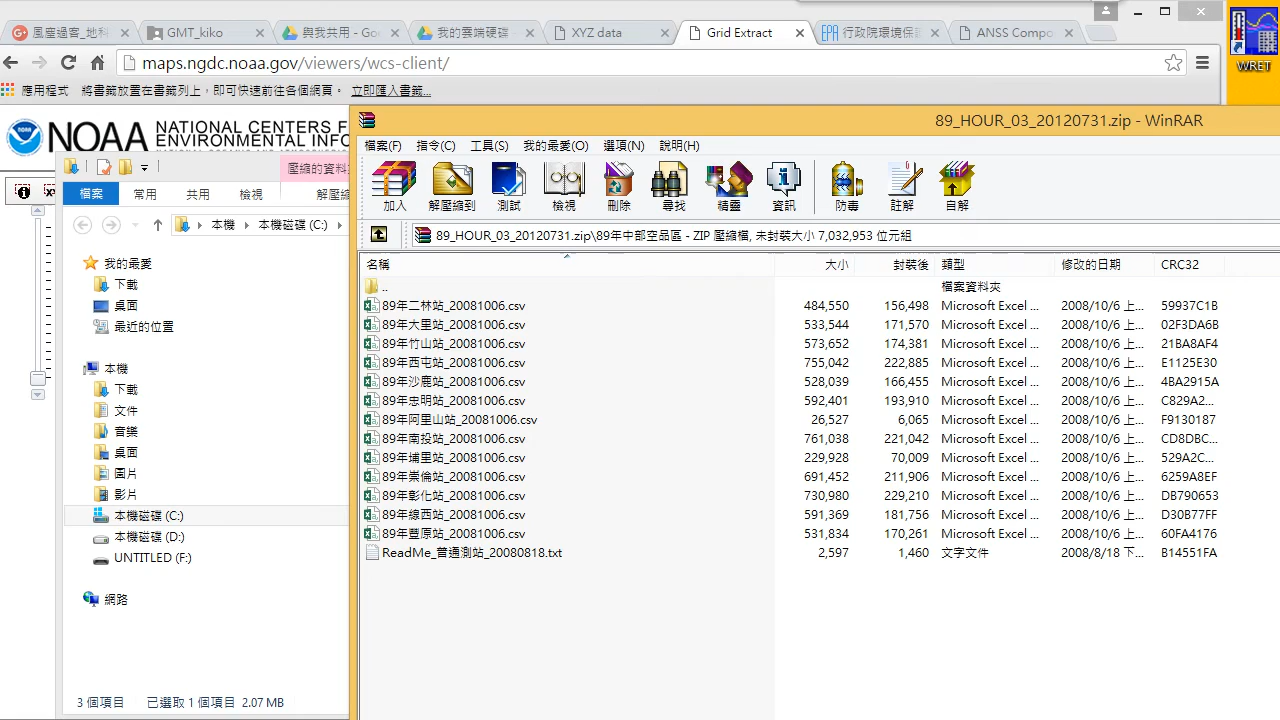 風塵過客_地科
GMT_kiko
與我共用 - Goo
我的雲端硬碟
XYZ data
Grid Extract
行政院環境保護
ANSS Compo
WRET
maps.ngdc.noaa.gov/viewers/wcs-client/
應用程式
將書籤放置在書籤列上，即可快速前往各個網頁。
立即匯入書籤...
NOAA
NATIONAL CENTERS F
ENVIRONMENTAL INFO
89_HOUR_03_20120731.zip - WinRAR
檔案(F) 指令(C) 工具(S) 我的最愛(O) 選項(N) 說明(H)
加入 解壓縮到 測試 檢視 刪除 尋找 精靈 資訊 防毒 註解 自解
89_HOUR_03_20120731.zip\89年中部空品區 - ZIP 壓縮檔, 未封裝大小 7,032,953 位元組
名稱 大小 封裝後 類型 修改的日期 CRC32
.. 檔案資料夾
89年二林站_20081006.csv 484,550 156,498 Microsoft Excel ... 2008/10/6 上... 59937C1B
89年大里站_20081006.csv 533,544 171,570 Microsoft Excel ... 2008/10/6 上... 02F3DA6B
89年竹山站_20081006.csv 573,652 174,381 Microsoft Excel ... 2008/10/6 上... 21BA8AF4
89年西屯站_20081006.csv 755,042 222,885 Microsoft Excel ... 2008/10/6 上... E1125E30
89年沙鹿站_20081006.csv 528,039 166,455 Microsoft Excel ... 2008/10/6 上... 4BA2915A
89年忠明站_20081006.csv 592,401 193,910 Microsoft Excel ... 2008/10/6 上... C829A2...
89年阿里山站_20081006.csv 26,527 6,065 Microsoft Excel ... 2008/10/6 上... F9130187
89年南投站_20081006.csv 761,038 221,042 Microsoft Excel ... 2008/10/6 上... CD8DBC...
89年埔里站_20081006.csv 229,928 70,009 Microsoft Excel ... 2008/10/6 上... 529A2C...
89年崇倫站_20081006.csv 691,452 211,906 Microsoft Excel ... 2008/10/6 上... 6259A8EF
89年彰化站_20081006.csv 730,980 229,210 Microsoft Excel ... 2008/10/6 上... DB790653
89年線西站_20081006.csv 591,369 181,756 Microsoft Excel ... 2008/10/6 上... D30B77FF
89年豐原站_20081006.csv 531,834 170,261 Microsoft Excel ... 2008/10/6 上... 60FA4176
ReadMe_普通測站_20080818.txt 2,597 1,460 文字文件 2008/8/18 下... B14551FA
壓縮的資料夾
檔案 常用 共用 檢視 解壓縮
本機 本機磁碟 (C:)
我的最愛
下載
桌面
最近的位置
本機
下載
文件
音樂
桌面
圖片
影片
本機磁碟 (C:)
本機磁碟 (D:)
UNTITLED (F:)
網路
3 個項目 已選取 1 個項目 2.07 MB